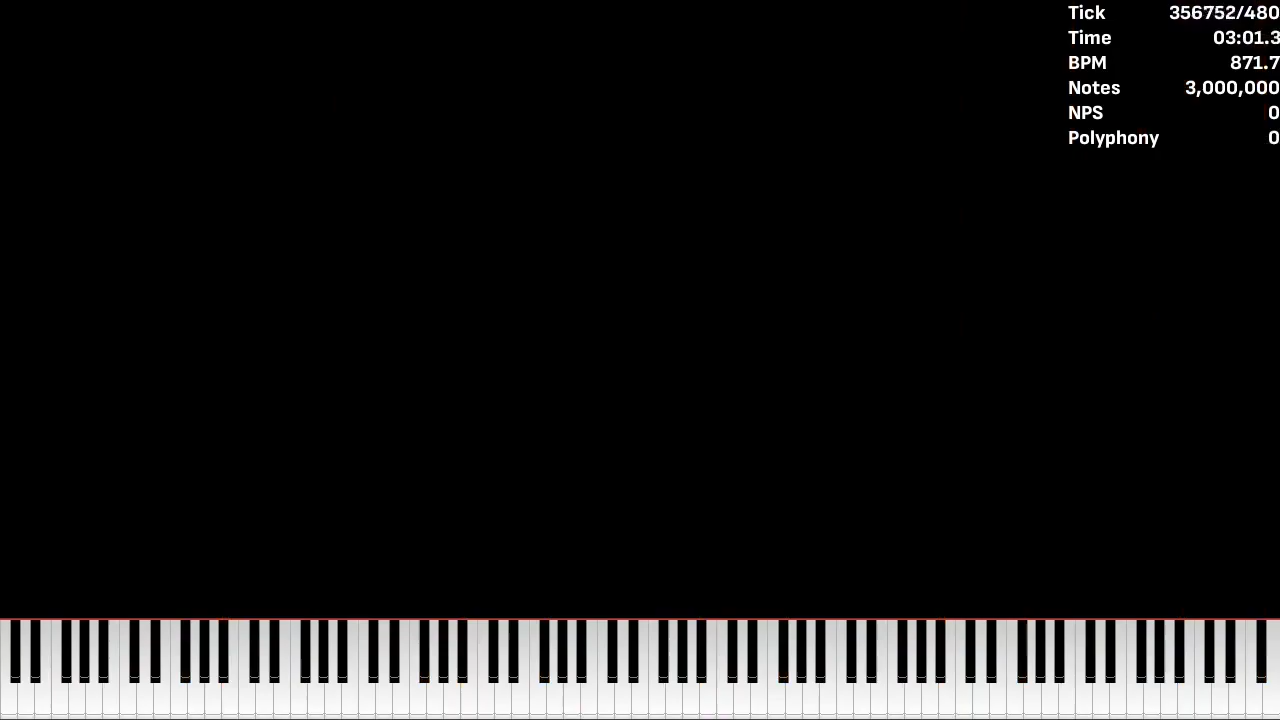 Tick 356752/480
Time 03:01.3
BPM 871.7
Notes 3,000,000
NPS 0
Polyphony 0